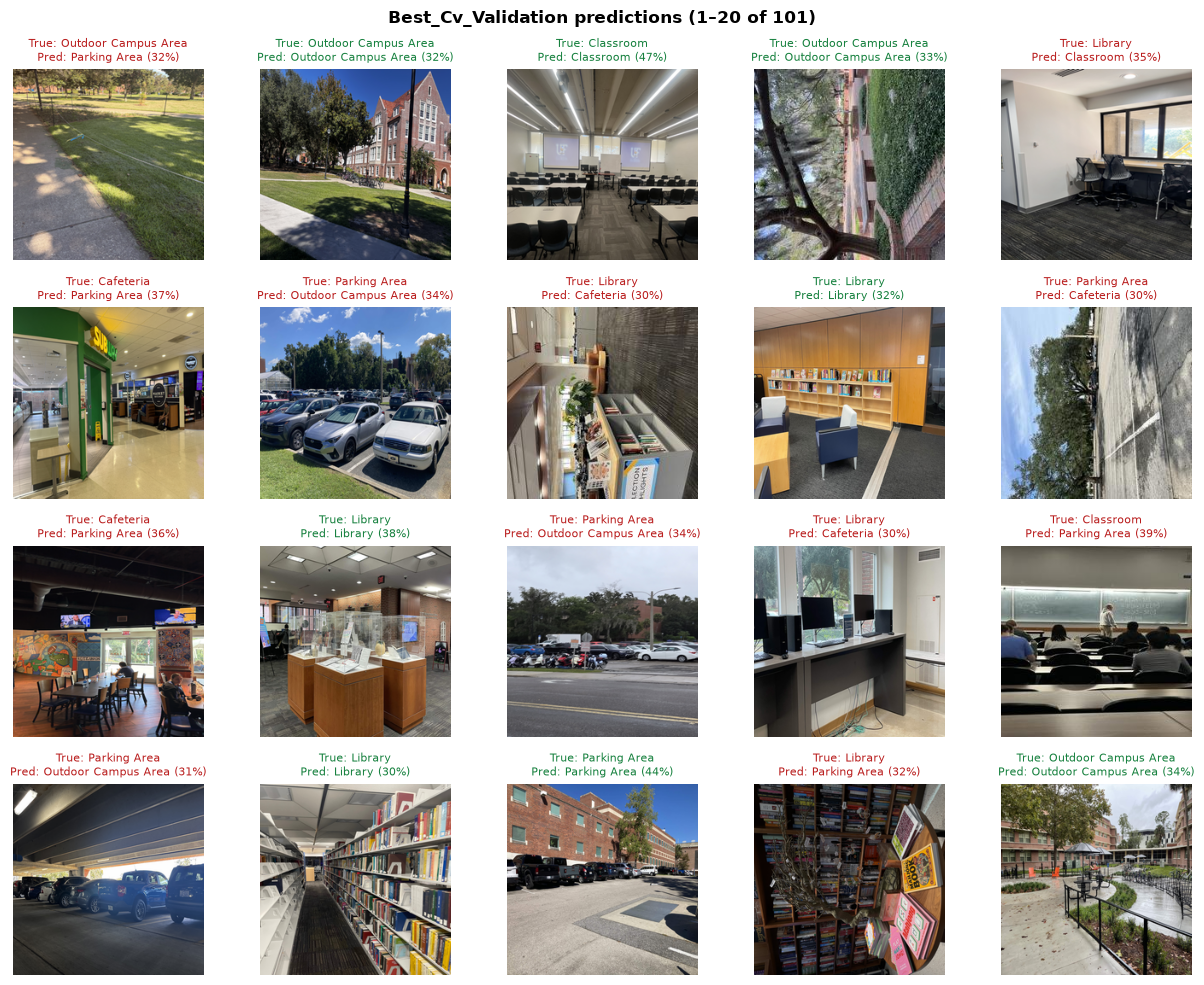 Best_Cv_Validation predictions (1–20 of 101)
True: Outdoor Campus Area
Pred: Parking Area (32%)
True: Outdoor Campus Area
Pred: Outdoor Campus Area (32%)
True: Classroom
Pred: Classroom (47%)
True: Outdoor Campus Area
Pred: Outdoor Campus Area (33%)
True: Library
Pred: Classroom (35%)
UF
UF
True: Cafeteria
Pred: Parking Area (37%)
True: Parking Area
Pred: Outdoor Campus Area (34%)
True: Library
Pred: Cafeteria (30%)
True: Library
Pred: Library (32%)
True: Parking Area
Pred: Cafeteria (30%)
SUB
True: Cafeteria
Pred: Parking Area (36%)
True: Library
Pred: Library (38%)
True: Parking Area
Pred: Outdoor Campus Area (34%)
True: Library
Pred: Cafeteria (30%)
True: Classroom
Pred: Parking Area (39%)
True: Parking Area
Pred: Outdoor Campus Area (31%)
True: Library
Pred: Library (30%)
True: Parking Area
Pred: Parking Area (44%)
True: Library
Pred: Parking Area (32%)
True: Outdoor Campus Area
Pred: Outdoor Campus Area (34%)